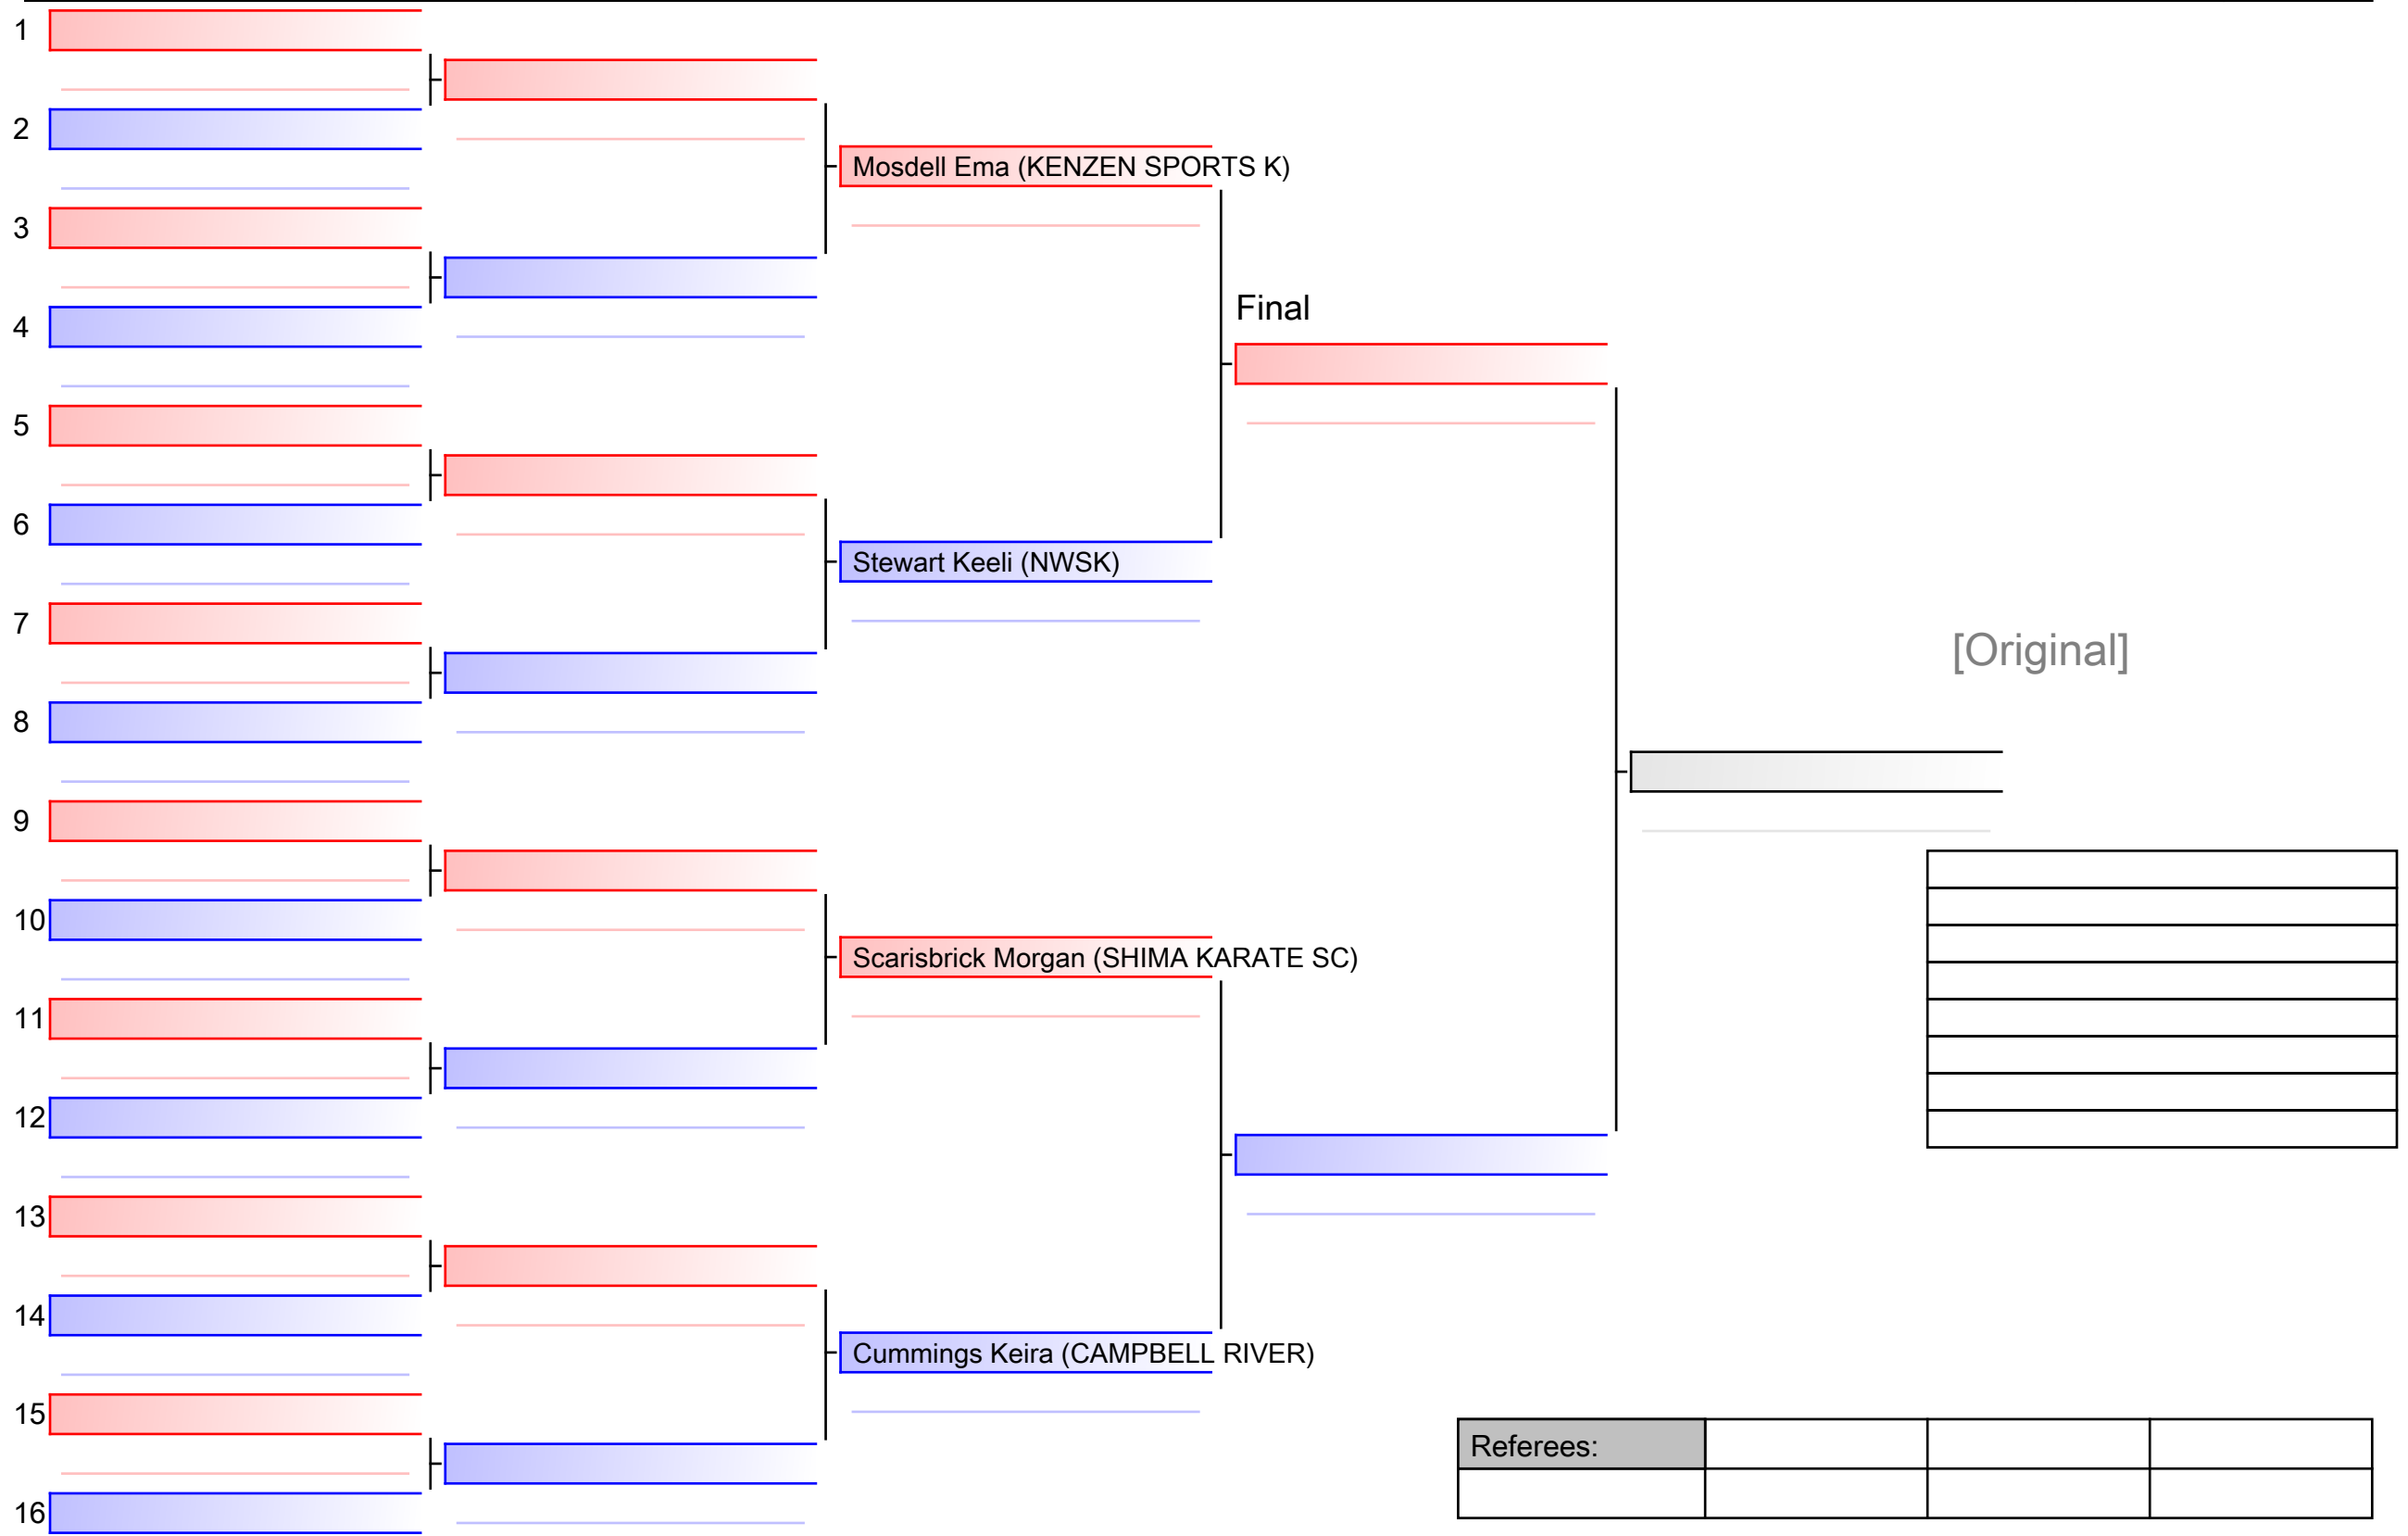 1
2
Mosdell Ema (KENZEN SPORTS K)
3
Final
4
5
6
Stewart Keeli (NWSK)
7
[Original]
8
9
10
Scarisbrick Morgan (SHIMA KARATE SC)
11
12
13
14
Cummings Keira (CAMPBELL RIVER)
15
Referees:
16